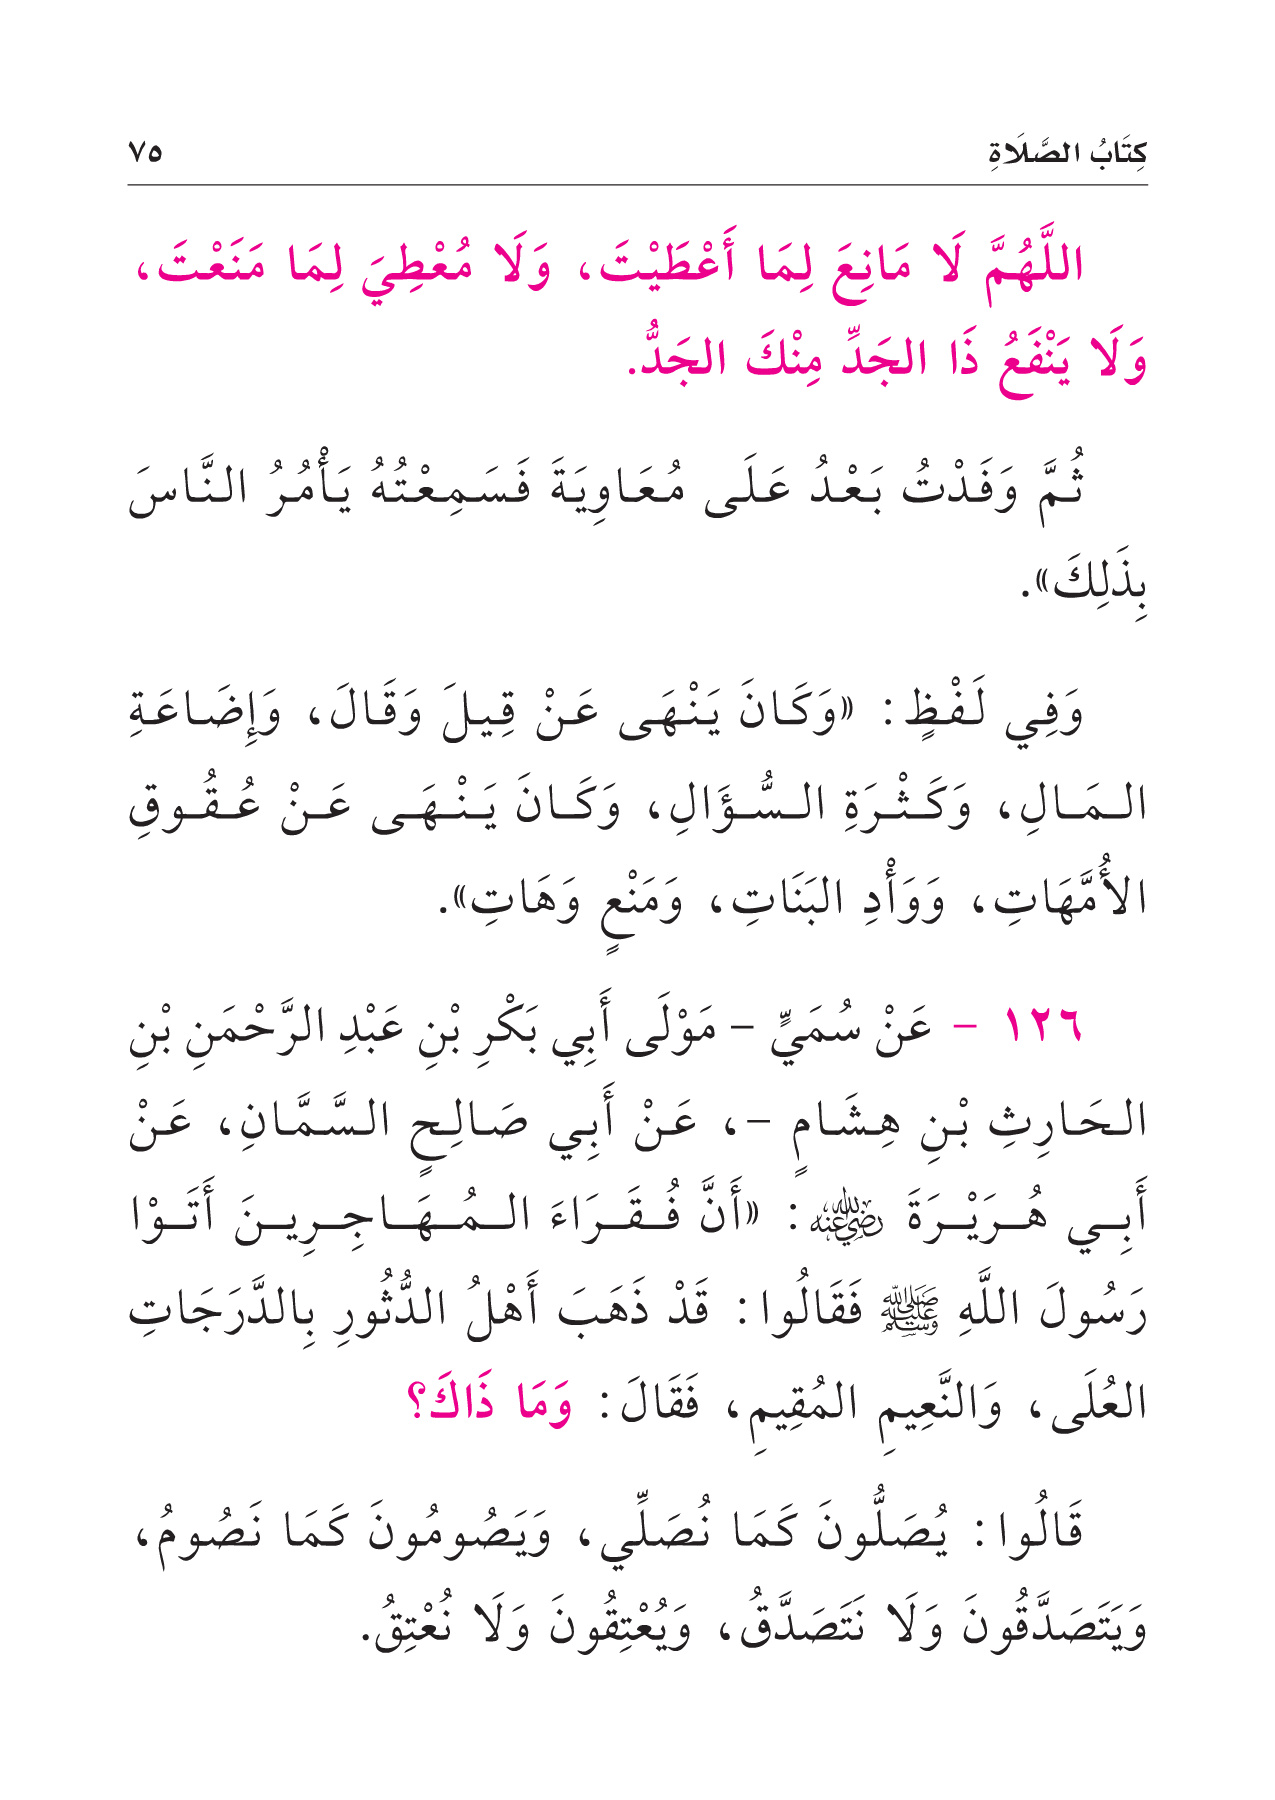 كِتَابُ الصَّلَاةِ ٧٥
اللَّهُمَّ لَا مَانِعَ لِمَا أَعْطَيْتَ، وَلَا مُعْطِيَ لِمَا مَنَعْتَ،
وَلَا يَنْفَعُ ذَا الجَدِّ مِنْكَ الجَدُّ.
ثُمَّ وَفَدْتُ بَعْدُ عَلَى مُعَاوِيَةَ فَسَمِعْتُهُ يَأْمُرُ النَّاسَ
بِذَلِكَ».
وَفِي لَفْظٍ: «وَكَانَ يَنْهَى عَنْ قِيلَ وَقَالَ، وَإِضَاعَةِ
المَالِ، وَكَثْرَةِ السُّؤَالِ، وَكَانَ يَنْهَى عَنْ عُقُوقِ
الأُمَّهَاتِ، وَوَأْدِ البَنَاتِ، وَمَنْعٍ وَهَاتِ».
١٢٦ - عَنْ سُمَيٍّ - مَوْلَى أَبِي بَكْرِ بْنِ عَبْدِ الرَّحْمَنِ بْنِ
الحَارِثِ بْنِ هِشَامٍ -، عَنْ أَبِي صَالِحٍ السَّمَّانِ، عَنْ
أَبِي هُرَيْرَةَ رضي الله عنه: «أَنَّ فُقَرَاءَ المُهَاجِرِينَ أَتَوْا
رَسُولَ اللَّهِ ﷺ فَقَالُوا: قَدْ ذَهَبَ أَهْلُ الدُّثُورِ بِالدَّرَجَاتِ
العُلَى، وَالنَّعِيمِ المُقِيمِ، فَقَالَ: وَمَا ذَاكَ؟
قَالُوا: يُصَلُّونَ كَمَا نُصَلِّي، وَيَصُومُونَ كَمَا نَصُومُ،
وَيَتَصَدَّقُونَ وَلَا نَتَصَدَّقُ، وَيُعْتِقُونَ وَلَا نُعْتِقُ.